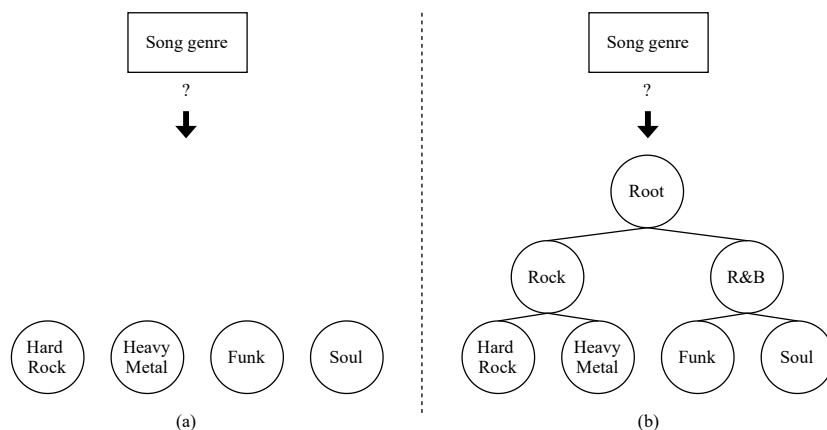 Song genre
?
Hard
Rock
Heavy
Metal
Funk
Soul
(a)
Song genre
?
Root
Rock
R&B
Hard
Rock
Heavy
Metal
Funk
Soul
(b)